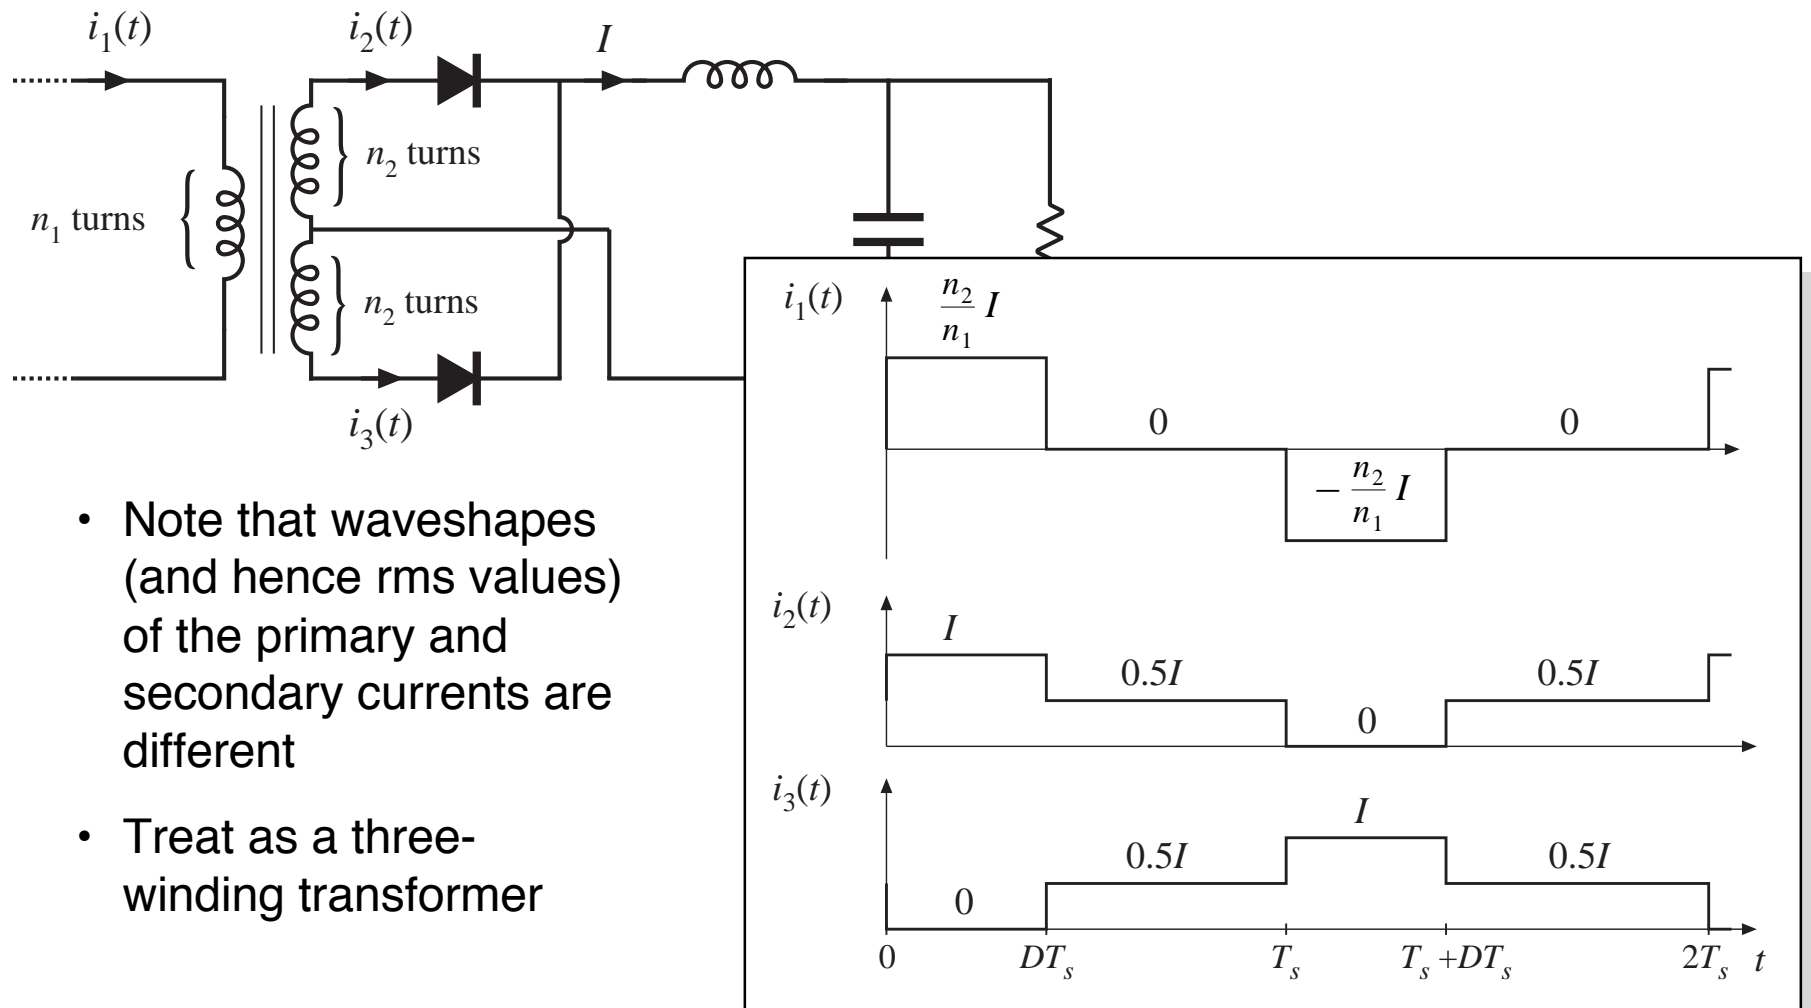 i₁(t)
i₂(t)
I
n₂ turns
n₁ turns
n₂ turns
i₃(t)
• Note that waveshapes
(and hence rms values)
of the primary and
secondary currents are
different
• Treat as a three-
winding transformer
i₁(t)
n₂/n₁ I
0
0
− n₂/n₁ I
i₂(t)
I
0.5I
0.5I
0
i₃(t)
I
0.5I
0.5I
0
0 DTₛ Tₛ Tₛ +DTₛ 2Tₛ t